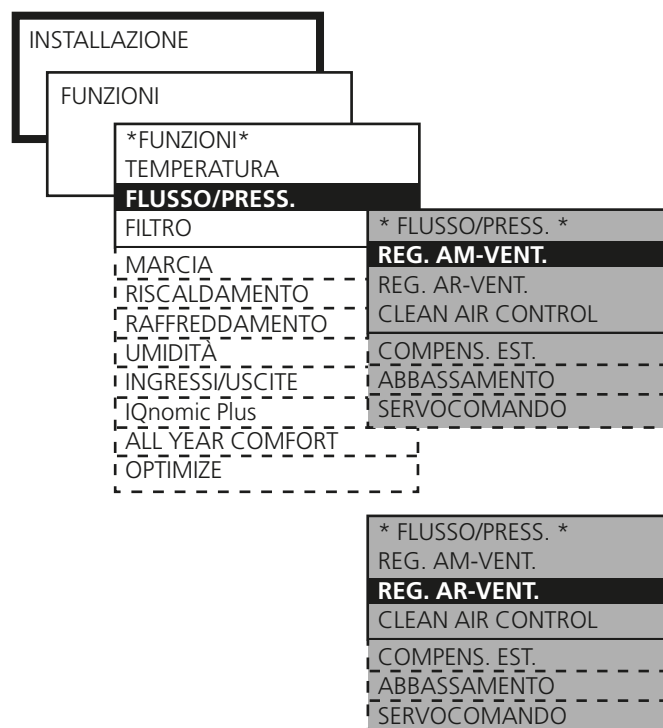 INSTALLAZIONE
FUNZIONI
*FUNZIONI*
TEMPERATURA
FLUSSO/PRESS.
FILTRO
MARCIA
RISCALDAMENTO
RAFFREDDAMENTO
UMIDITÀ
INGRESSI/USCITE
IQnomic Plus
ALL YEAR COMFORT
OPTIMIZE
* FLUSSO/PRESS. *
REG. AM-VENT.
REG. AR-VENT.
CLEAN AIR CONTROL
COMPENS. EST.
ABBASSAMENTO
SERVOCOMANDO
* FLUSSO/PRESS. *
REG. AM-VENT.
REG. AR-VENT.
CLEAN AIR CONTROL
COMPENS. EST.
ABBASSAMENTO
SERVOCOMANDO